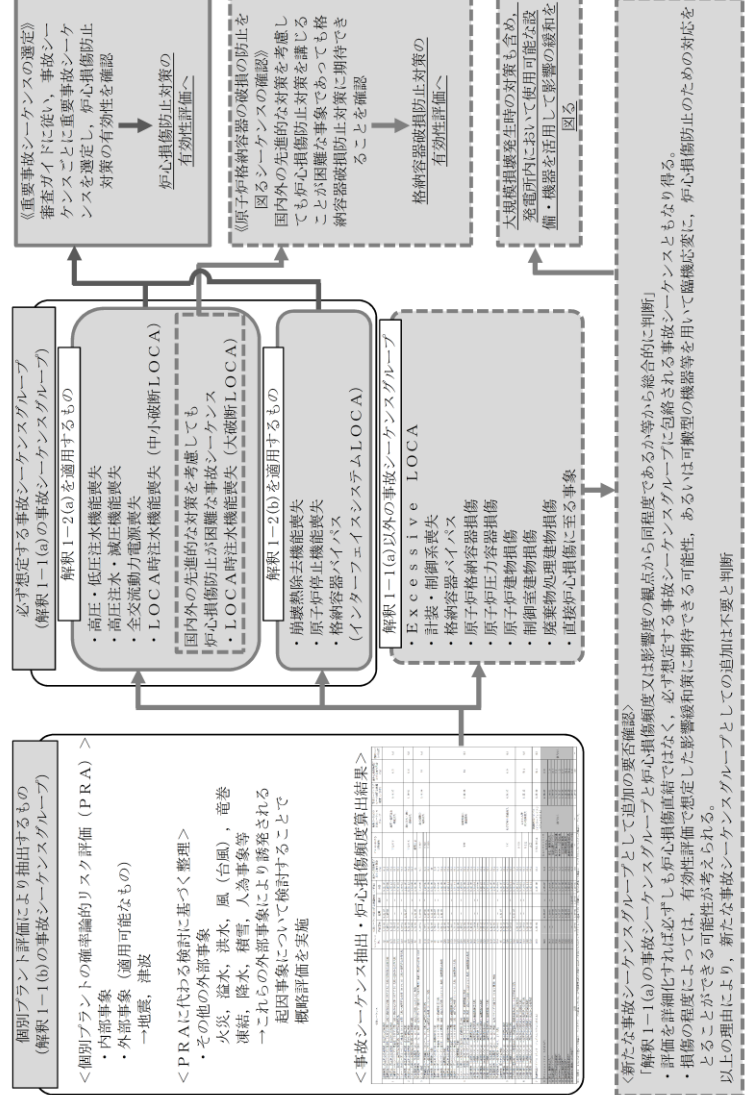 個別プラント評価により抽出するもの
(解釈1-1(b)の事故シーケンスグループ)
<個別プラントの確率論的リスク評価（PRA）>
・内部事象
・外部事象（適用可能なもの）
→地震，津波
<PRAに代わる検討に基づく整理>
・その他の外部事象
火災，溢水，洪水，風（台風），竜巻
凍結，降水，積雪，人為事象等
→これらの外部事象により誘発される
起因事象について検討することで
概略評価を実施
<事故シーケンス抽出・炉心損傷頻度算出結果>
必ず想定する事故シーケンスグループ
(解釈1-1(a)の事故シーケンスグループ)
解釈1-2(a)を適用するもの
・高圧・低圧注水機能喪失
・高圧注水・減圧機能喪失
・全交流動力電源喪失
・LOCA時注水機能喪失（中小破断LOCA）
国内外の先進的な対策を考慮しても
炉心損傷防止が困難な事故シーケンス
・LOCA時注水機能喪失（大破断LOCA）
解釈1-2(b)を適用するもの
・崩壊熱除去機能喪失
・原子炉停止機能喪失
・格納容器バイパス
(インターフェイスシステムLOCA)
解釈1-1(a)以外の事故シーケンスグループ
・Excessive LOCA
・計装・制御系喪失
・格納容器バイパス
・原子炉格納容器損傷
・原子炉圧力容器損傷
・原子炉建物損傷
・制御室建物損傷
・廃棄物処理建物損傷
・直接炉心損傷に至る事象
《重要事故シーケンスの選定》
審査ガイドに従い，事故シー
ケンスごとに重要事故シーケ
ンスを選定し，炉心損傷防止
対策の有効性を確認
炉心損傷防止対策の
有効性評価へ
《原子炉格納容器の破損の防止を
図るシーケンスの確認》
国内外の先進的な対策を考慮し
ても炉心損傷防止対策を講じる
ことが困難な事象であっても格
納容器破損防止対策に期待でき
ることを確認
格納容器破損防止対策の
有効性評価へ
大規模損壊発生時の対策も含め，
発電所内において使用可能な設
備・機器を活用して影響の緩和を
図る
<新たな事故シーケンスグループとして追加の要否確認>
「解釈1-1(a)の事故シーケンスグループと炉心損傷頻度又は影響度の観点から同程度であるか等から総合的に判断」
・評価を詳細化すれば必ずしも炉心損傷直結ではなく，必ず想定する事故シーケンスグループに包絡される事故シーケンスともなり得る。
・損傷の程度によっては，有効性評価で想定した影響緩和策に期待できる可能性，あるいは可搬型の機器等を用いて臨機応変に，炉心損傷防止のための対応を
とることができる可能性が考えられる。
以上の理由により，新たな事故シーケンスグループとしての追加は不要と判断